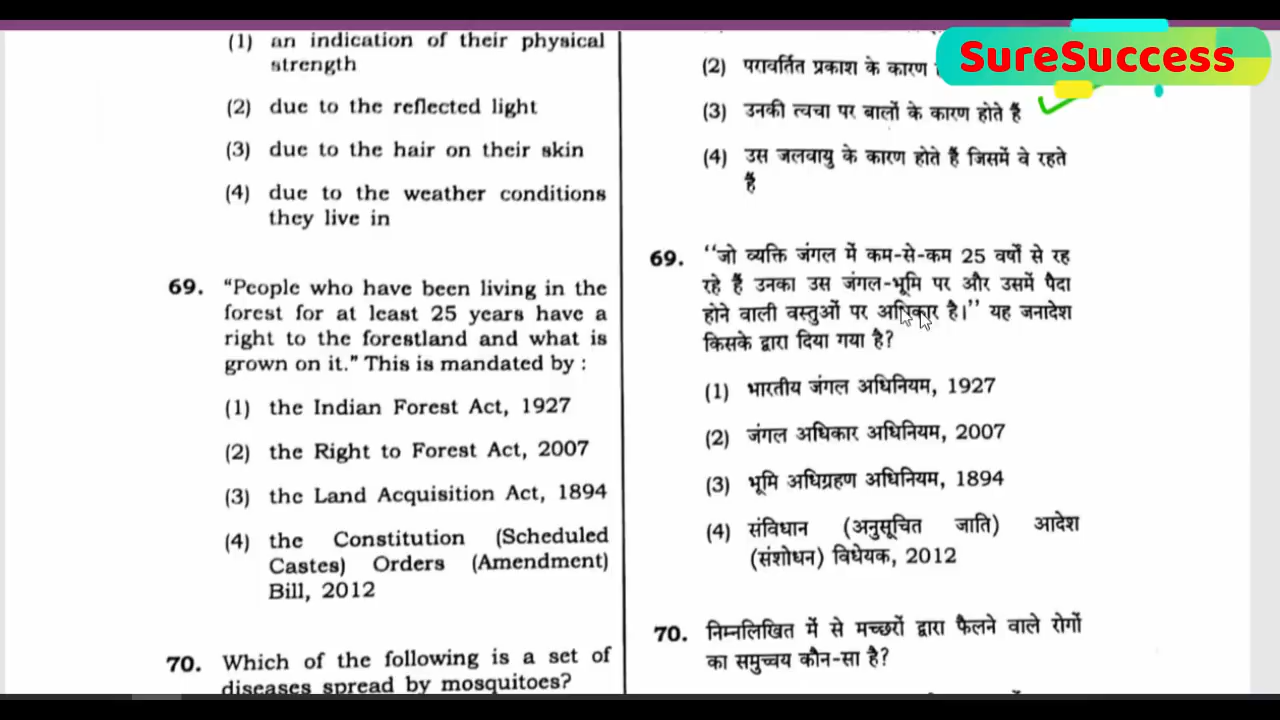 SureSuccess
(1) an indication of their physical
strength
(2) due to the reflected light
(3) due to the hair on their skin
(4) due to the weather conditions
they live in
69. "People who have been living in the
forest for at least 25 years have a
right to the forestland and what is
grown on it." This is mandated by :
(1) the Indian Forest Act, 1927
(2) the Right to Forest Act, 2007
(3) the Land Acquisition Act, 1894
(4) the Constitution (Scheduled
Castes) Orders (Amendment)
Bill, 2012
70. Which of the following is a set of
diseases spread by mosquitoes?
(2) परावर्तित प्रकाश के कारण
(3) उनकी त्वचा पर बालों के कारण होते हैं
(4) उस जलवायु के कारण होते हैं जिसमें वे रहते
हैं
69. "जो व्यक्ति जंगल में कम-से-कम 25 वर्षों से रह
रहे हैं उनका उस जंगल-भूमि पर और उसमें पैदा
होने वाली वस्तुओं पर अधिकार है।" यह जनादेश
किसके द्वारा दिया गया है?
(1) भारतीय जंगल अधिनियम, 1927
(2) जंगल अधिकार अधिनियम, 2007
(3) भूमि अधिग्रहण अधिनियम, 1894
(4) संविधान (अनुसूचित जाति) आदेश
(संशोधन) विधेयक, 2012
70. निम्नलिखित में से मच्छरों द्वारा फैलने वाले रोगों
का समुच्चय कौन-सा है?